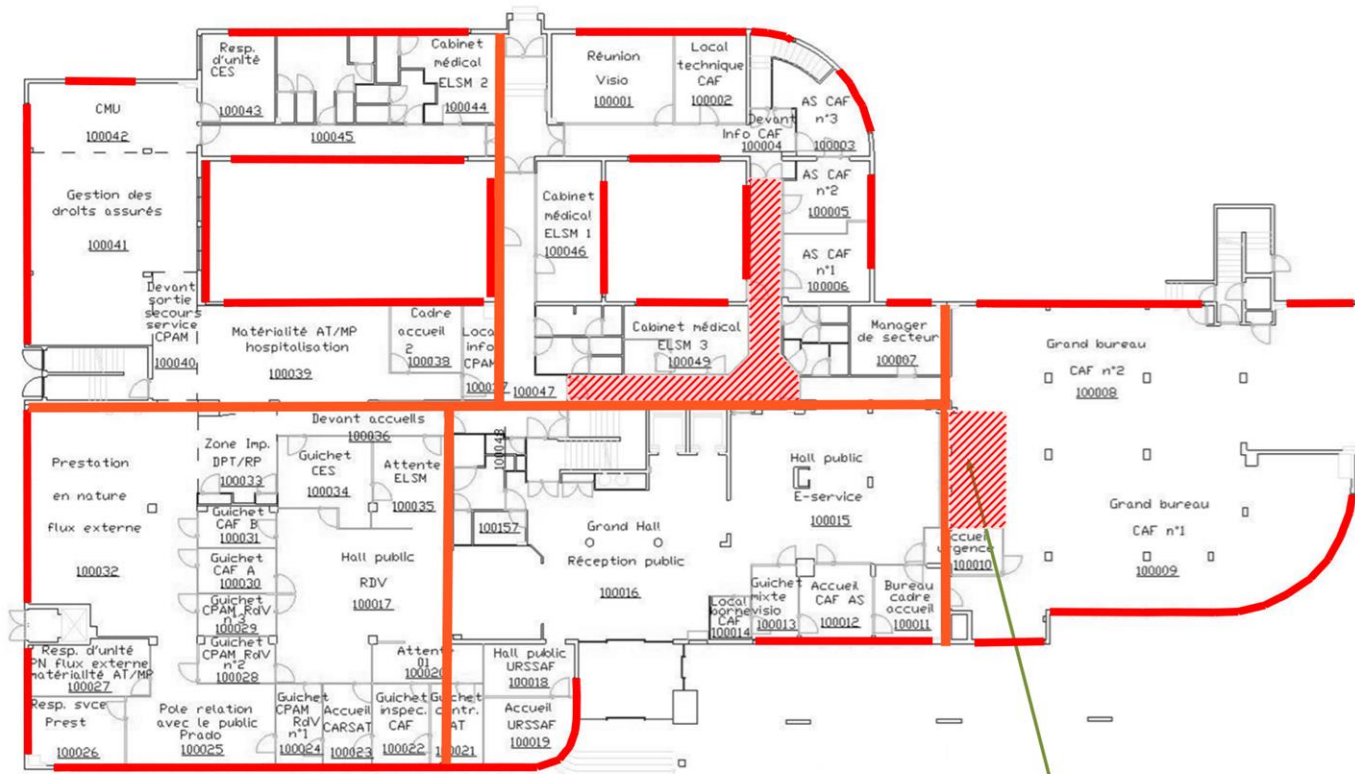 Resp.
d'unité
CES
100043
Cabinet
médical
ELSM 2
100044
Réunion
Visio
100001
Local
technique
CAF
100002
AS CAF
n°3
100003
Devant
Info CAF
100004
CMU
100042
100045
Gestion des
droits assurés
100041
Cabinet
médical
ELSM 1
100046
AS CAF
n°2
100005
AS CAF
n°1
100006
Devant
sortie
secours
service
CPAM
100040
Matérialité AT/MP
hospitalisation
100039
Cadre
accueil
2
100038
Local
info
CPAM
100047
Cabinet médical
ELSM 3
100049
Manager
de secteur
100007
Grand bureau
CAF n°2
100008
Prestation
en nature
flux externe
100032
Zone Imp.
DPT/RP
100033
Devant accueils
100036
Guichet
CES
100034
Attente
ELSM
100035
100048
100157
Guichet
CAF B
100031
Guichet
CAF A
100030
Guichet
CPAM RdV
n°3
100029
Guichet
CPAM RdV
n°2
100028
Hall public
RDV
100017
Grand Hall
Réception public
100016
Hall public
E-service
100015
Accueil
urgence
100010
Grand bureau
CAF n°1
100009
Local
borne
CAF
100014
Guichet
mixte
visio
100013
Accueil
CAF AS
100012
Bureau
cadre
accueil
100011
Resp. d'unité
PN flux externe
matérialité AT/MP
100027
Resp. svce
Prest
100026
Pole relation
avec le public
Prado
100025
Guichet
CPAM
RdV
n°1
100024
Accueil
CARSAT
100023
Attente
01
100020
Guichet
inspec.
CAF
100022
Guichet
contr.
AT
100021
Hall public
URSSAF
100018
Accueil
URSSAF
100019